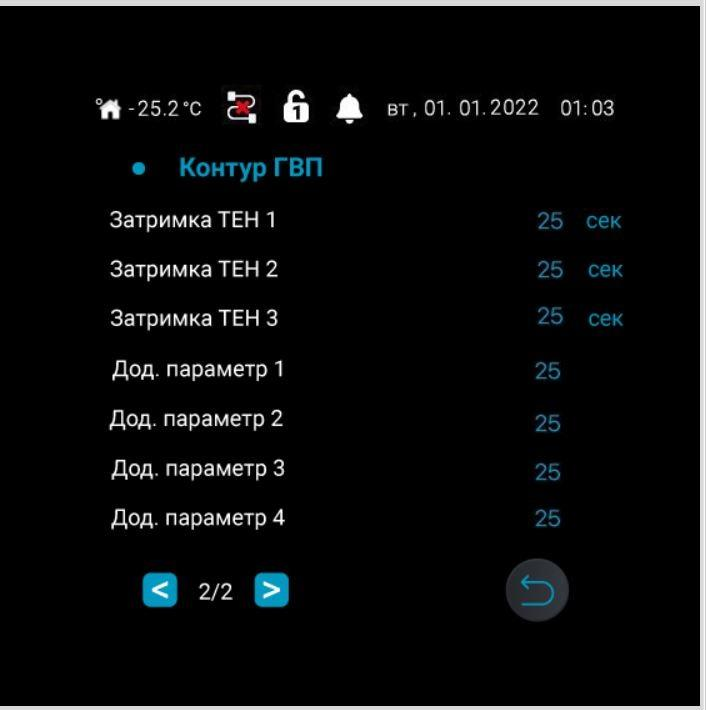 -25.2°C 1 вт, 01. 01.2022 01:03
Контур ГВП
Затримка ТЕН 1 25 сек
Затримка ТЕН 2 25 сек
Затримка ТЕН 3 25 сек
Дод. параметр 1 25
Дод. параметр 2 25
Дод. параметр 3 25
Дод. параметр 4 25
< 2/2 >